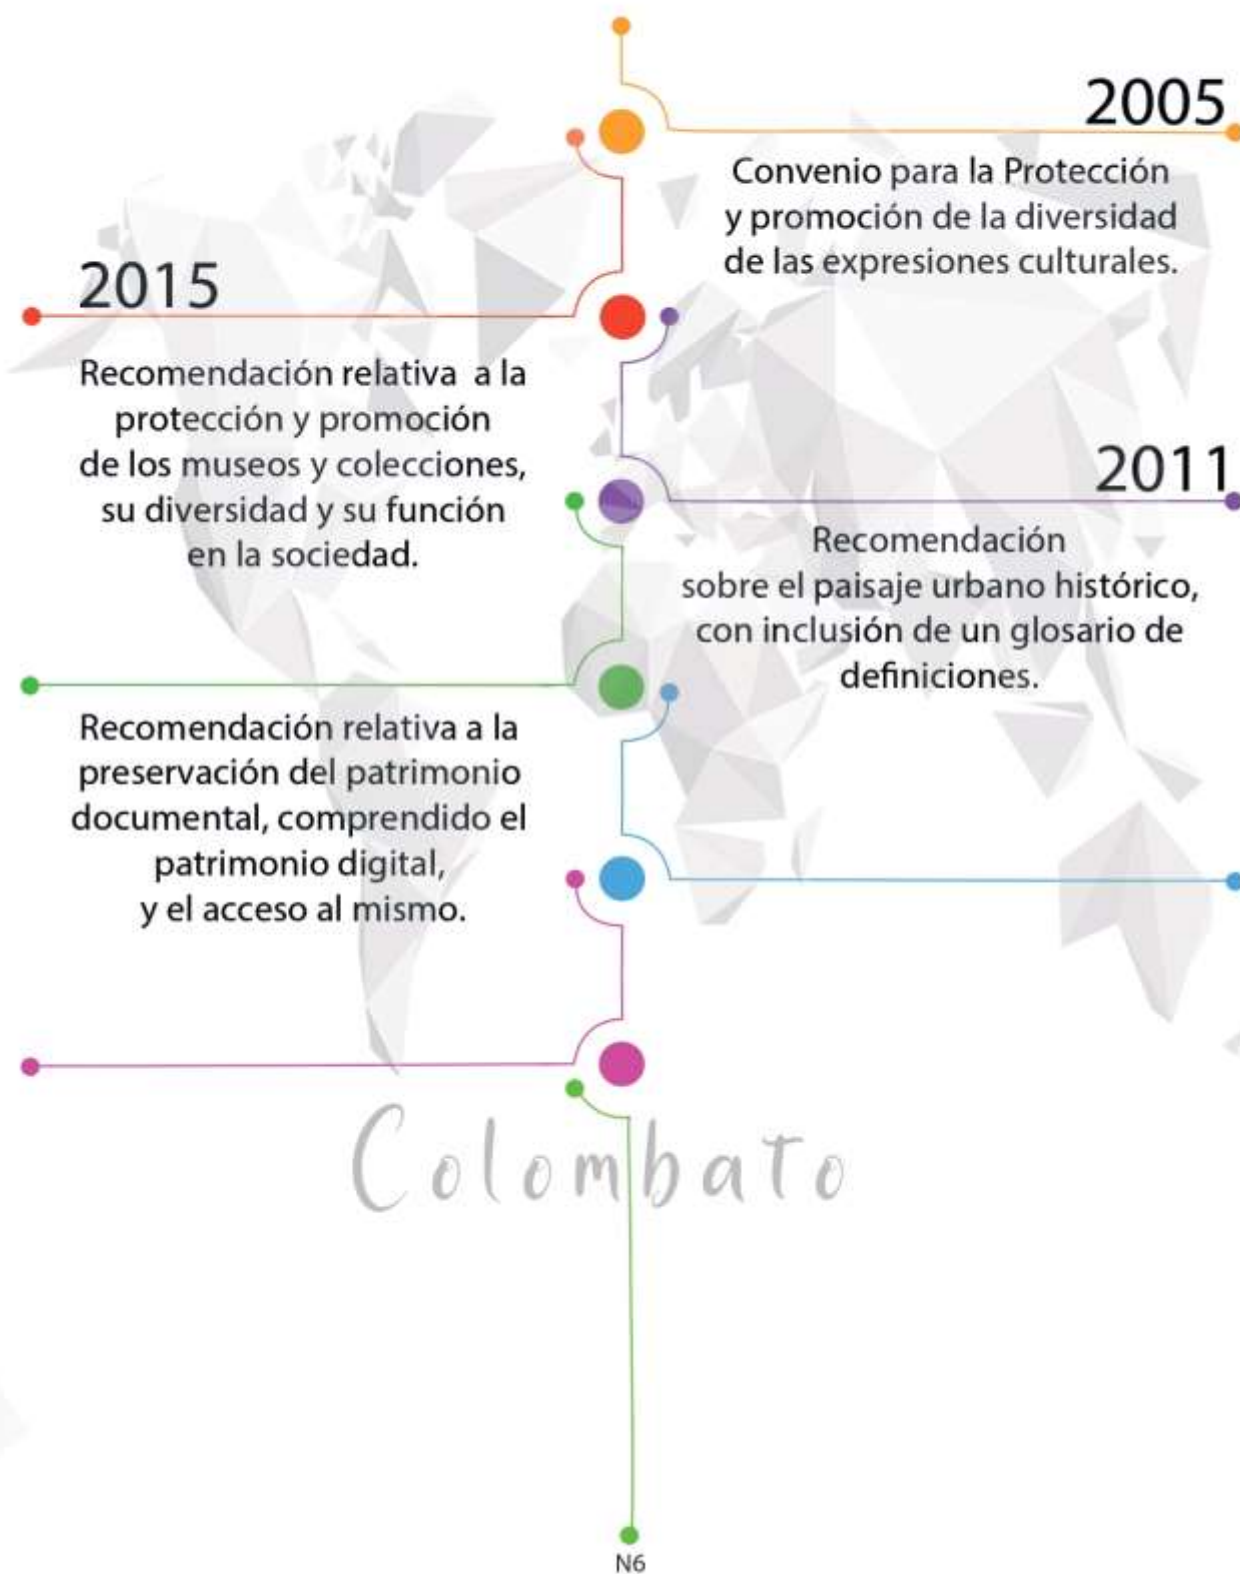 2005
Convenio para la Protección
y promoción de la diversidad
de las expresiones culturales.
2015
Recomendación relativa a la
protección y promoción
de los museos y colecciones,
su diversidad y su función
en la sociedad.
2011
Recomendación
sobre el paisaje urbano histórico,
con inclusión de un glosario de
definiciones.
Recomendación relativa a la
preservación del patrimonio
documental, comprendido el
patrimonio digital,
y el acceso al mismo.
Colombato
N6